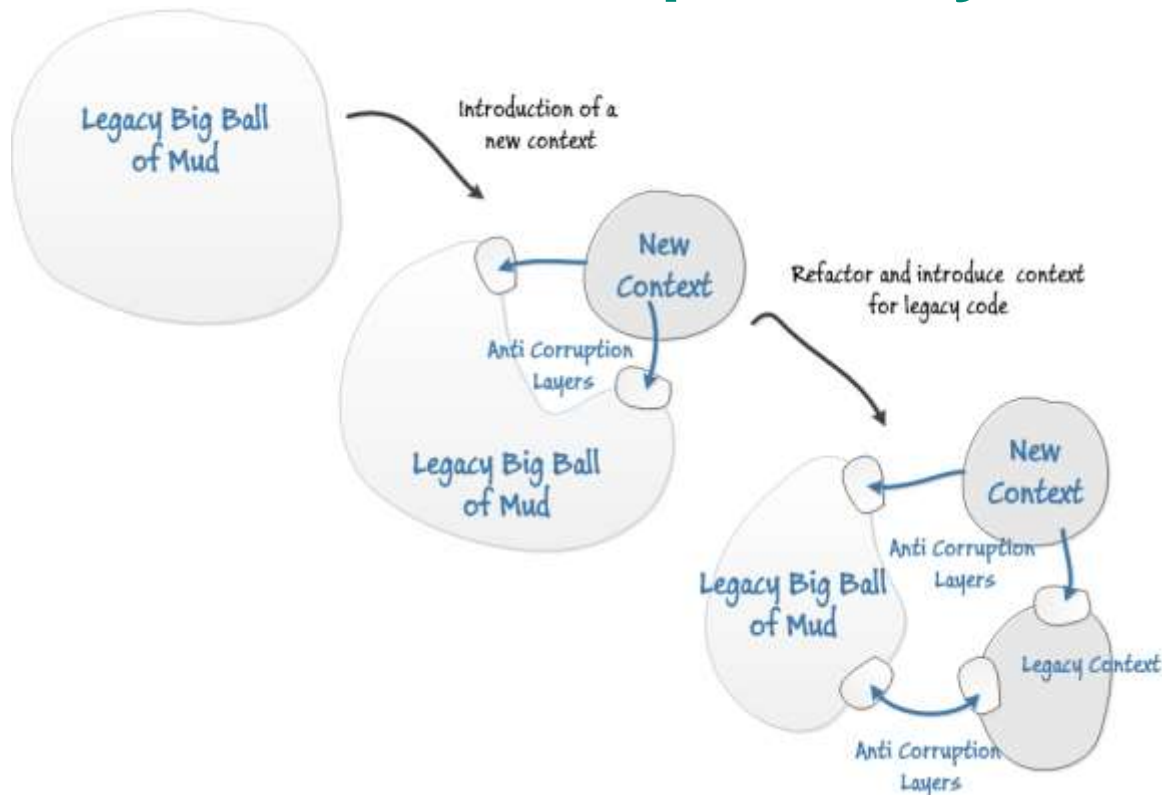 Legacy Big Ball
of Mud
Introduction of a
new context
New
Context
Anti Corruption
Layers
Legacy Big Ball
of Mud
Refactor and introduce context
for legacy code
New
Context
Anti Corruption
Layers
Legacy Big Ball
of Mud
Legacy Context
Anti Corruption
Layers